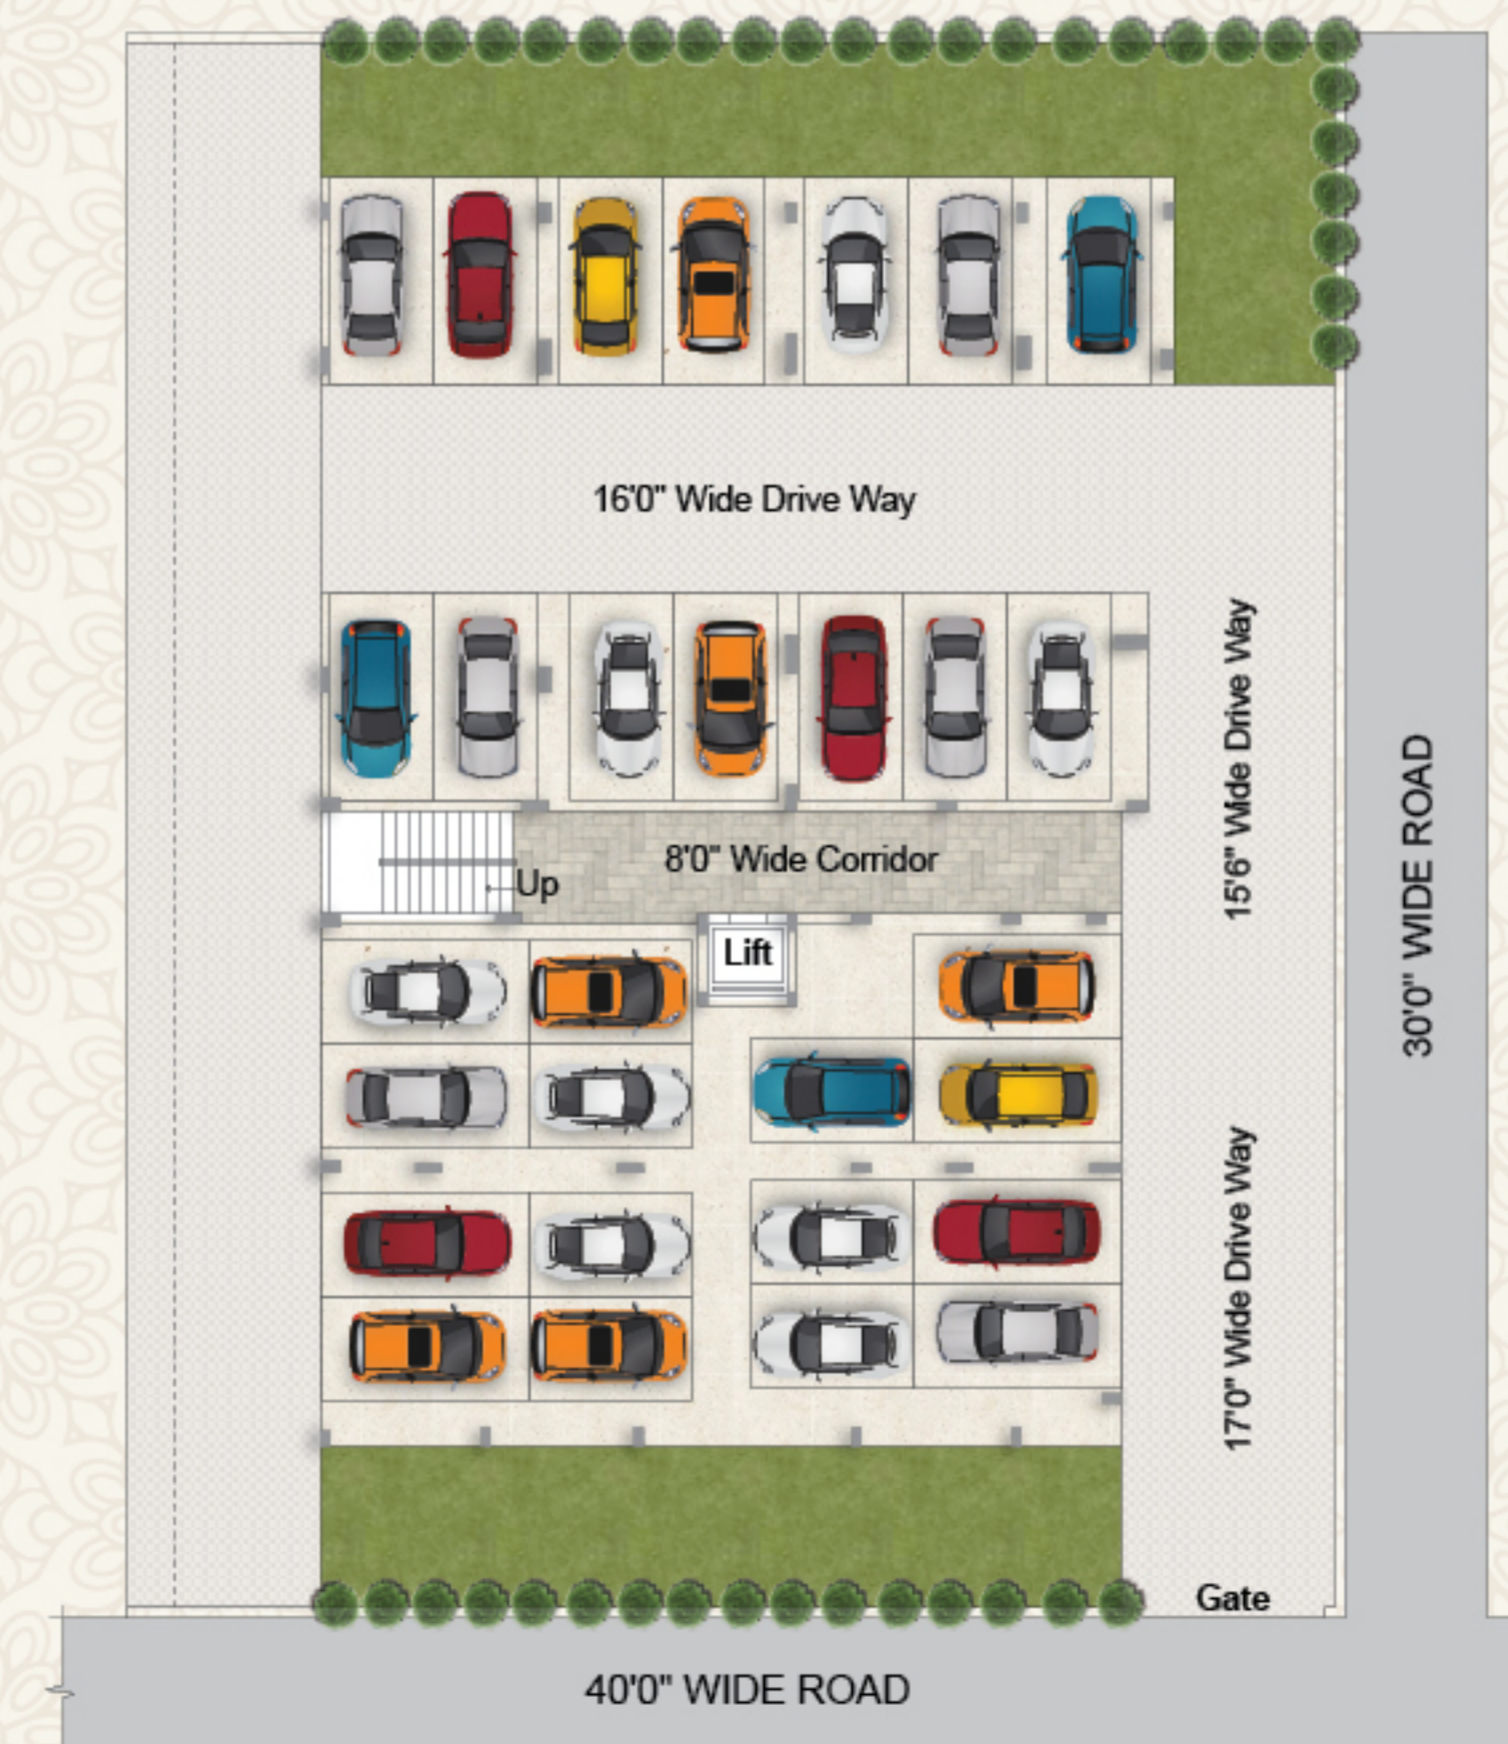 16'0" Wide Drive Way
15'6" Wide Drive Way
30'0" WIDE ROAD
8'0" Wide Corridor
Up
Lift
17'0" Wide Drive Way
Gate
40'0" WIDE ROAD